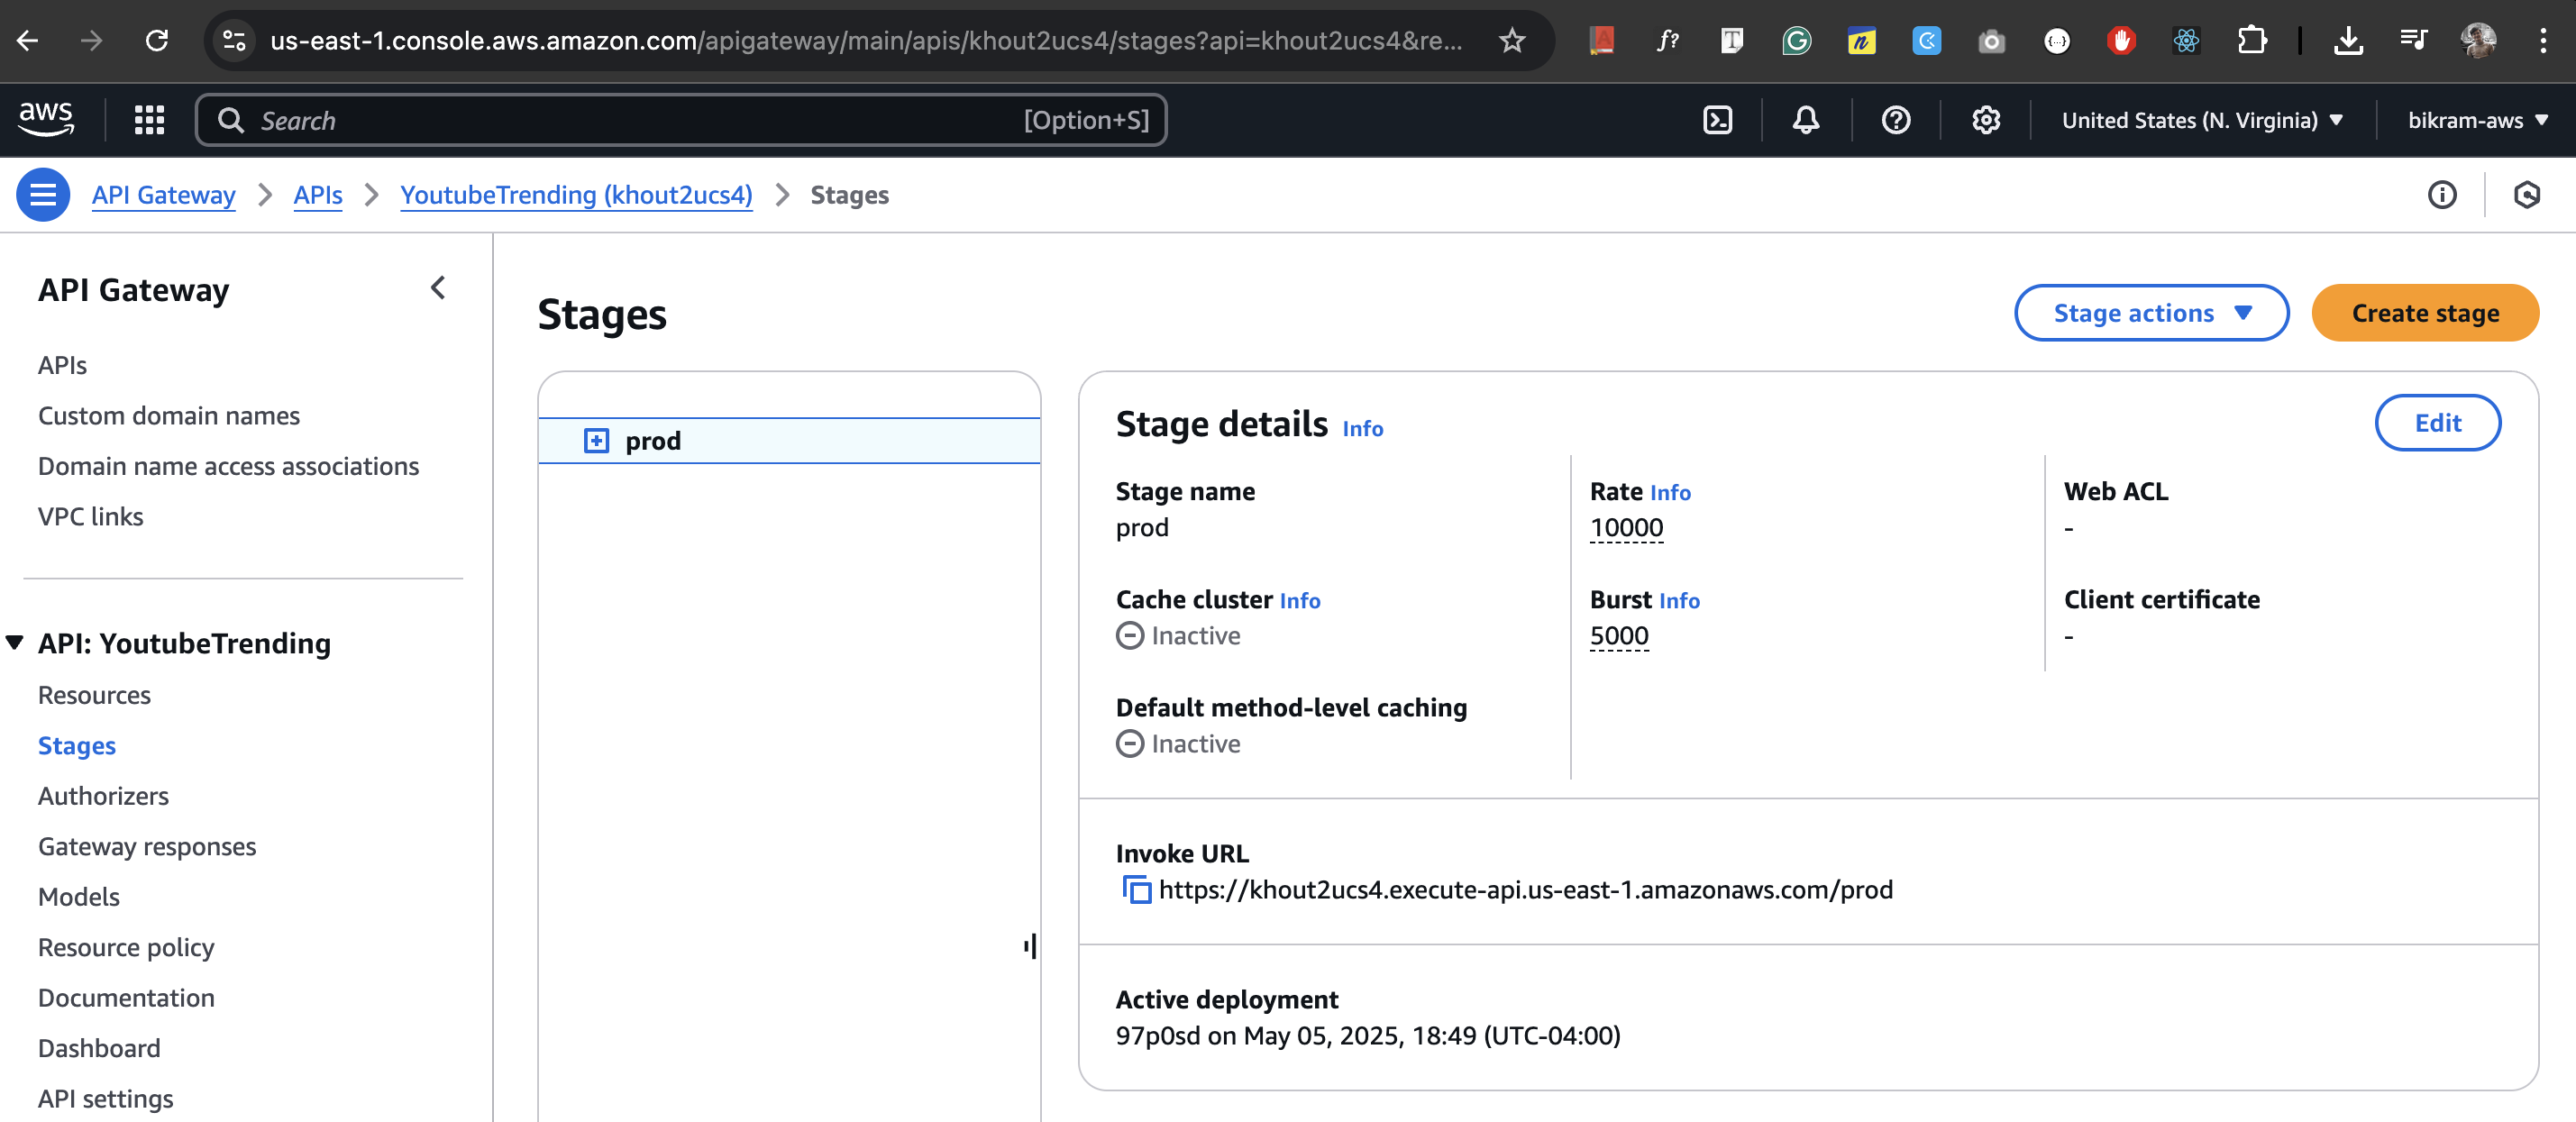 us-east-1.console.aws.amazon.com/apigateway/main/apis/khout2ucs4/stages?api=khout2ucs4&re...
aws
Search
[Option+S]
United States (N. Virginia)
bikram-aws
API Gateway
APIs
YoutubeTrending (khout2ucs4)
Stages
API Gateway
APIs
Custom domain names
Domain name access associations
VPC links
API: YoutubeTrending
Resources
Stages
Authorizers
Gateway responses
Models
Resource policy
Documentation
Dashboard
API settings
Stages
Stage actions
Create stage
prod
Stage details Info
Edit
Stage name
prod
Rate Info
10000
Web ACL
-
Cache cluster Info
Inactive
Burst Info
5000
Client certificate
-
Default method-level caching
Inactive
Invoke URL
https://khout2ucs4.execute-api.us-east-1.amazonaws.com/prod
Active deployment
97p0sd on May 05, 2025, 18:49 (UTC-04:00)